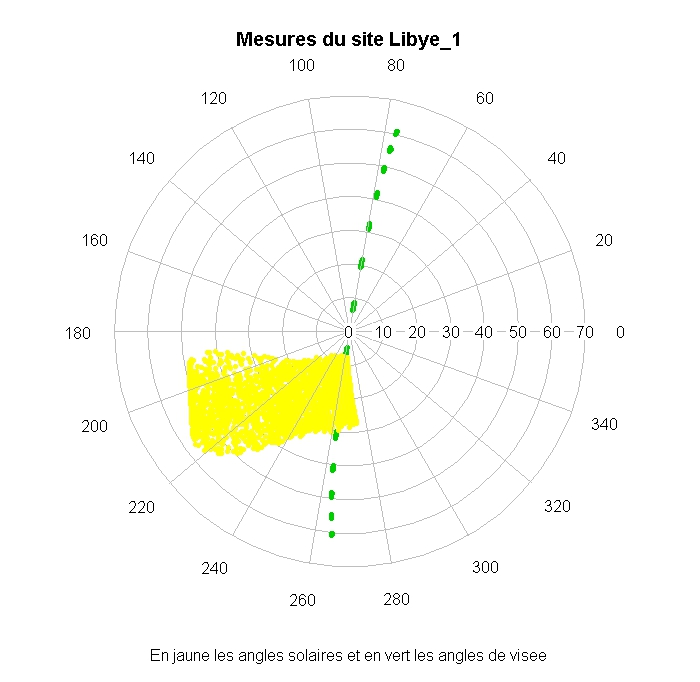 Mesures du site Libye_1
100 80
120 60
140 40
160 20
180 0 10 20 30 40 50 60 70 0
200 340
220 320
240 300
260 280
En jaune les angles solaires et en vert les angles de visee